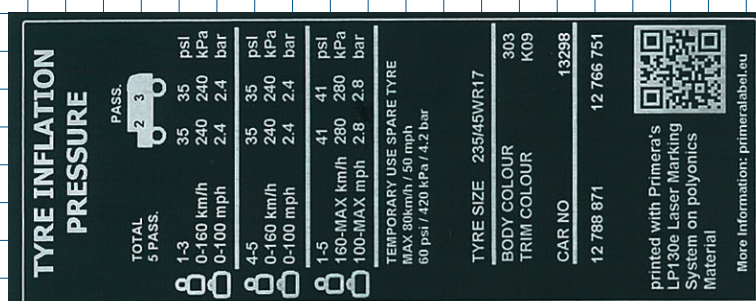 TYRE INFLATION
PRESSURE
TOTAL
5 PASS.
PASS.
2 3
1-3 35 35 psi
0-160 km/h 240 240 kPa
0-100 mph 2.4 2.4 bar
4-5 35 35 psi
0-160 km/h 240 240 kPa
0-100 mph 2.4 2.4 bar
1-5 41 41 psi
160-MAX km/h 280 280 kPa
100-MAX mph 2.8 2.8 bar
TEMPORARY USE SPARE TYRE
MAX 80km/h / 50 mph
60 psi / 420 kPa / 4.2 bar
TYRE SIZE 235/45WR17
BODY COLOUR 303
TRIM COLOUR K09
CAR NO 13298
12 788 871 12 766 751
printed with Primera's
LP130e Laser Marking
System on polyonics
Material
More Information: primeralabel.eu